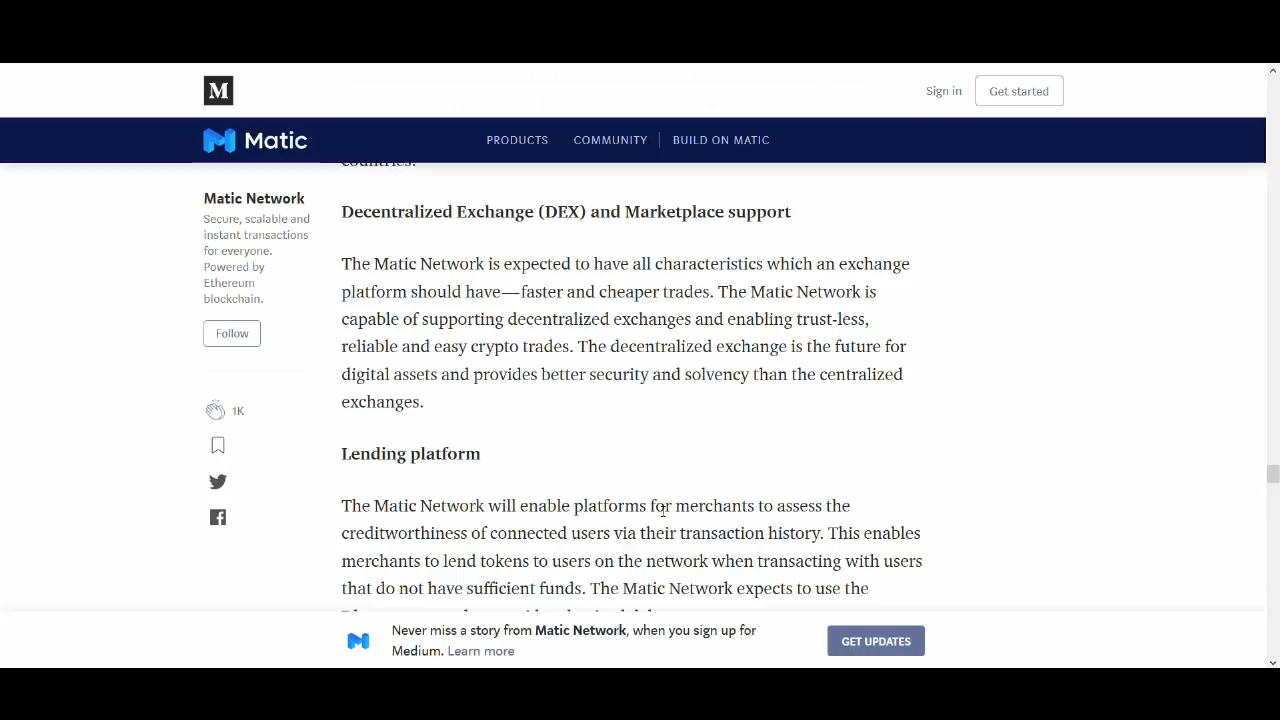 M
Sign in
Get started
Matic
PRODUCTS
COMMUNITY
BUILD ON MATIC
countries.
Matic Network
Secure, scalable and
instant transactions
for everyone.
Powered by
Ethereum
blockchain.
Follow
1K
Decentralized Exchange (DEX) and Marketplace support
The Matic Network is expected to have all characteristics which an exchange
platform should have—faster and cheaper trades. The Matic Network is
capable of supporting decentralized exchanges and enabling trust-less,
reliable and easy crypto trades. The decentralized exchange is the future for
digital assets and provides better security and solvency than the centralized
exchanges.
Lending platform
The Matic Network will enable platforms for merchants to assess the
creditworthiness of connected users via their transaction history. This enables
merchants to lend tokens to users on the network when transacting with users
that do not have sufficient funds. The Matic Network expects to use the
Never miss a story from Matic Network, when you sign up for
Medium. Learn more
GET UPDATES